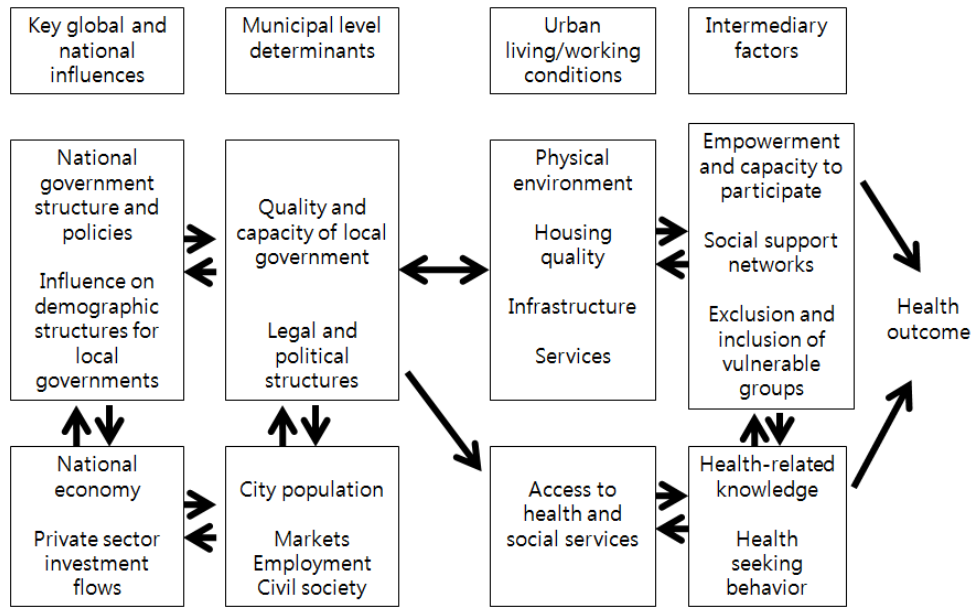 Key global and
national
influences
Municipal level
determinants
Urban
living/working
conditions
Intermediary
factors
National
government
structure and
policies
Influence on
demographic
structures for
local
governments
Quality and
capacity of local
government
Legal and
political
structures
Physical
environment
Housing
quality
Infrastructure
Services
Empowerment
and capacity to
participate
Social support
networks
Exclusion and
inclusion of
vulnerable
groups
Health
outcome
National
economy
Private sector
investment
flows
City population
Markets
Employment
Civil society
Access to
health and
social services
Health-related
knowledge
Health
seeking
behavior